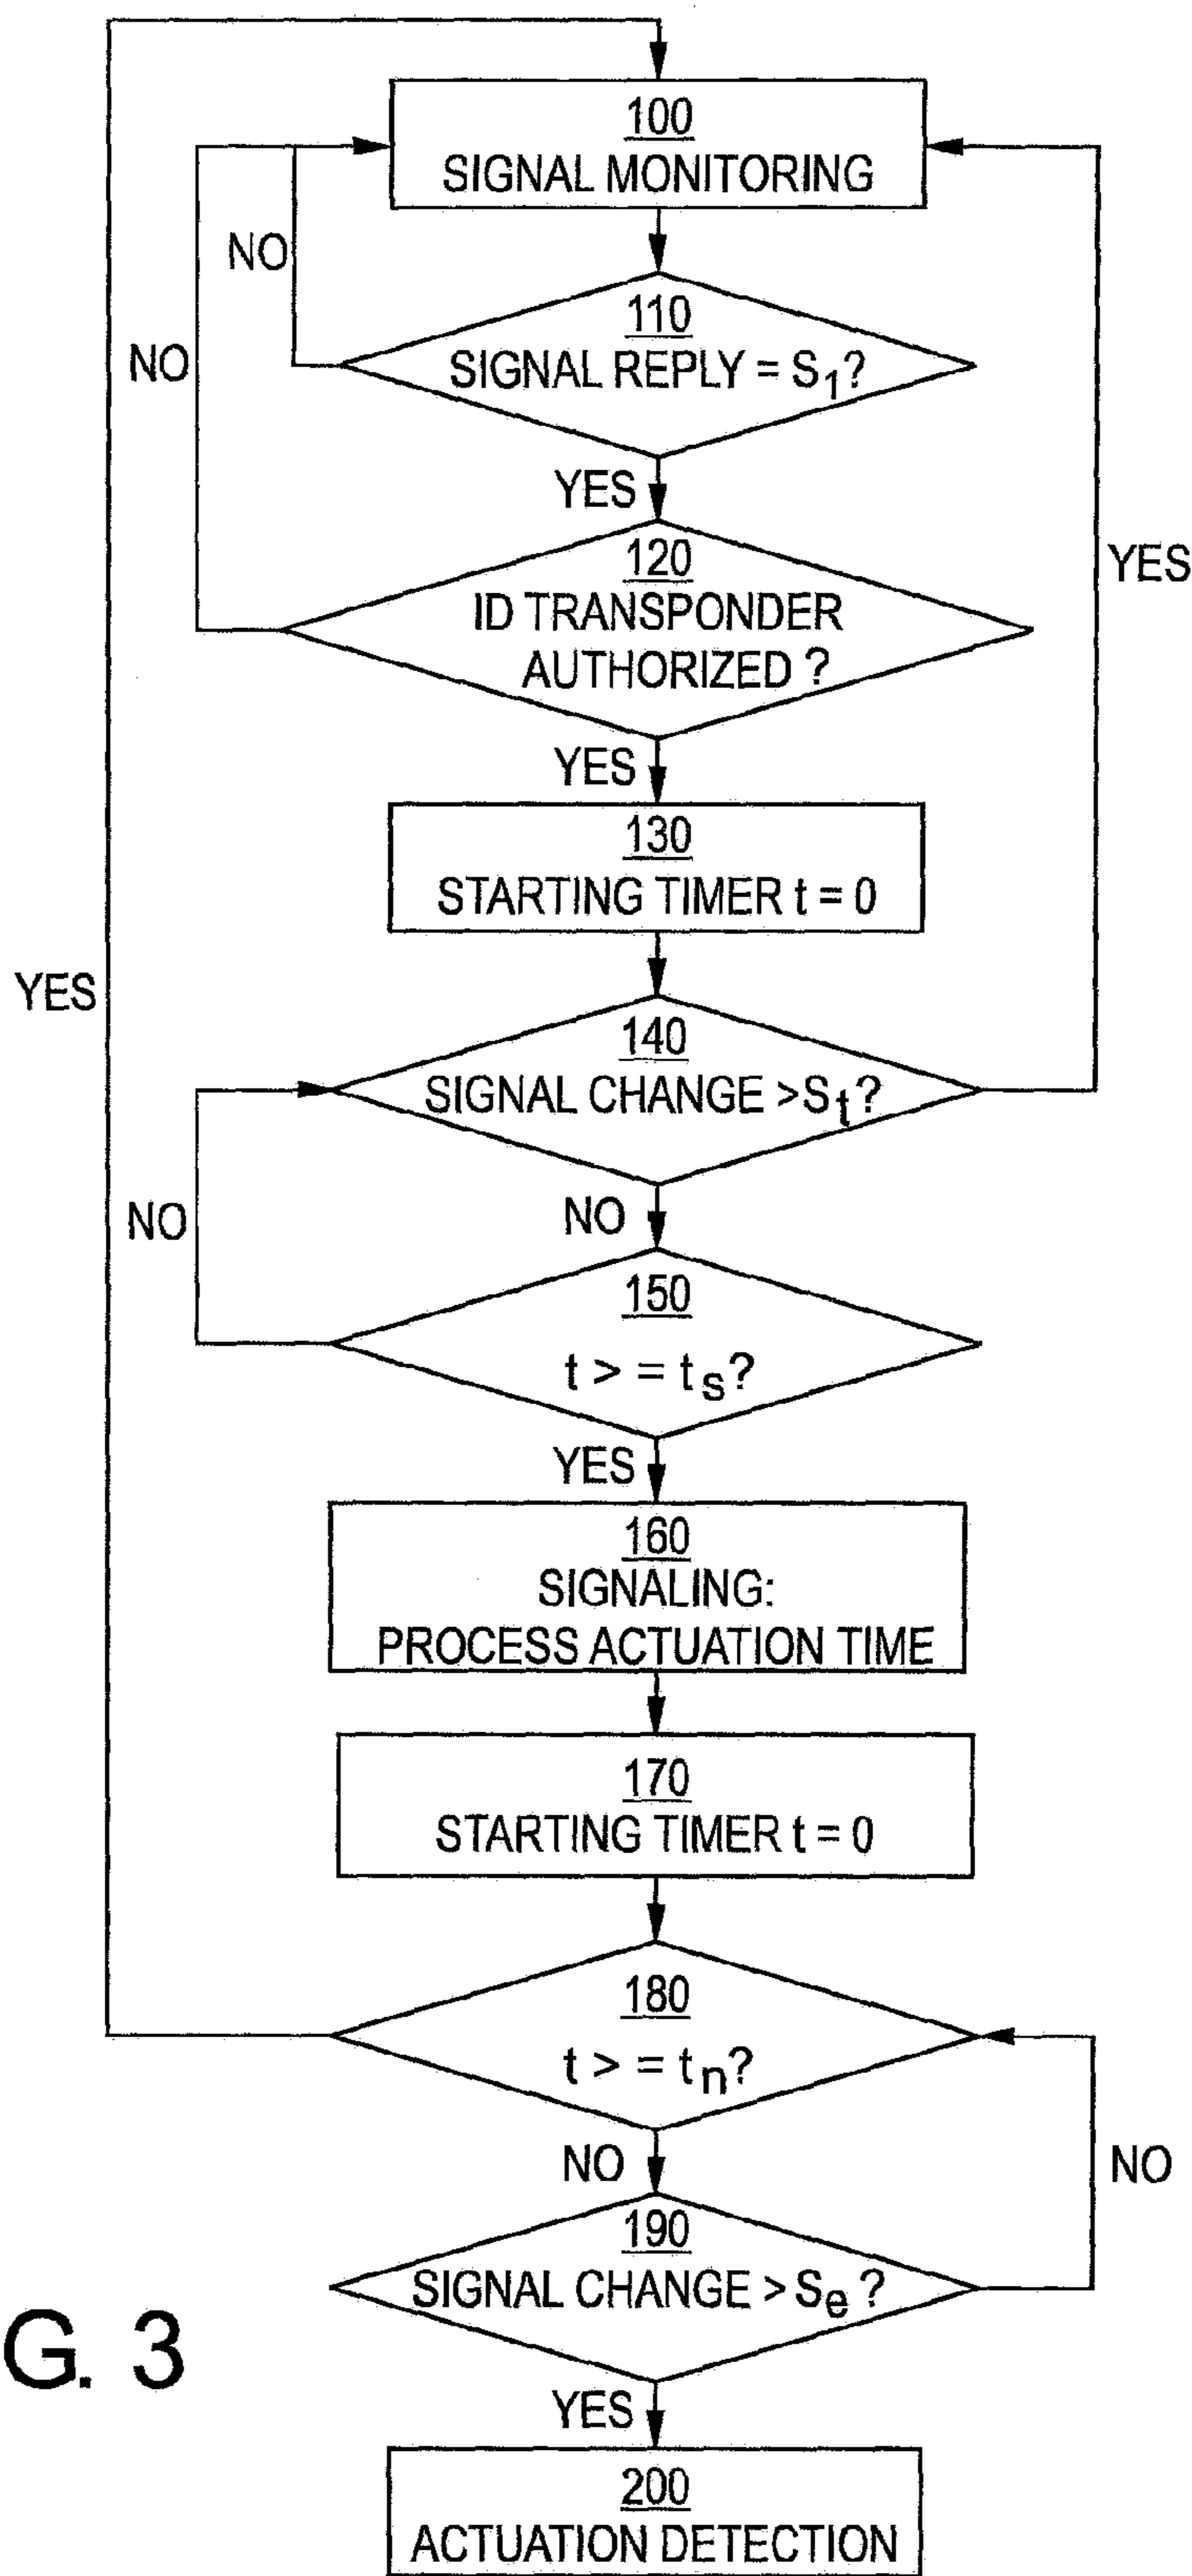 100
SIGNAL MONITORING
NO
110
SIGNAL REPLY = S1?
NO
YES
120
ID TRANSPONDER
AUTHORIZED ?
YES
YES
130
STARTING TIMER t = 0
YES
140
SIGNAL CHANGE >St?
NO
NO
150
t > = ts?
YES
160
SIGNALING:
PROCESS ACTUATION TIME
170
STARTING TIMER t = 0
180
t > = tn?
NO
NO
190
SIGNAL CHANGE > Se ?
G. 3
YES
200
ACTUATION DETECTION